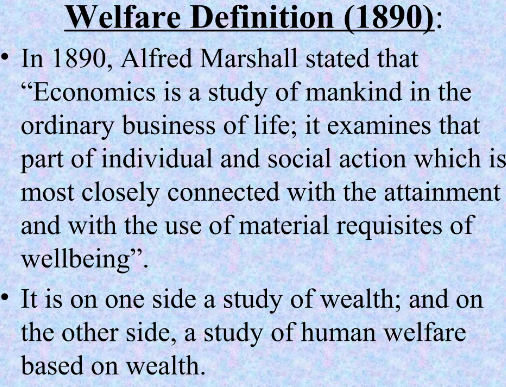 Welfare Definition (1890):
• In 1890, Alfred Marshall stated that
“Economics is a study of mankind in the
ordinary business of life; it examines that
part of individual and social action which is
most closely connected with the attainment
and with the use of material requisites of
wellbeing”.
• It is on one side a study of wealth; and on
the other side, a study of human welfare
based on wealth.